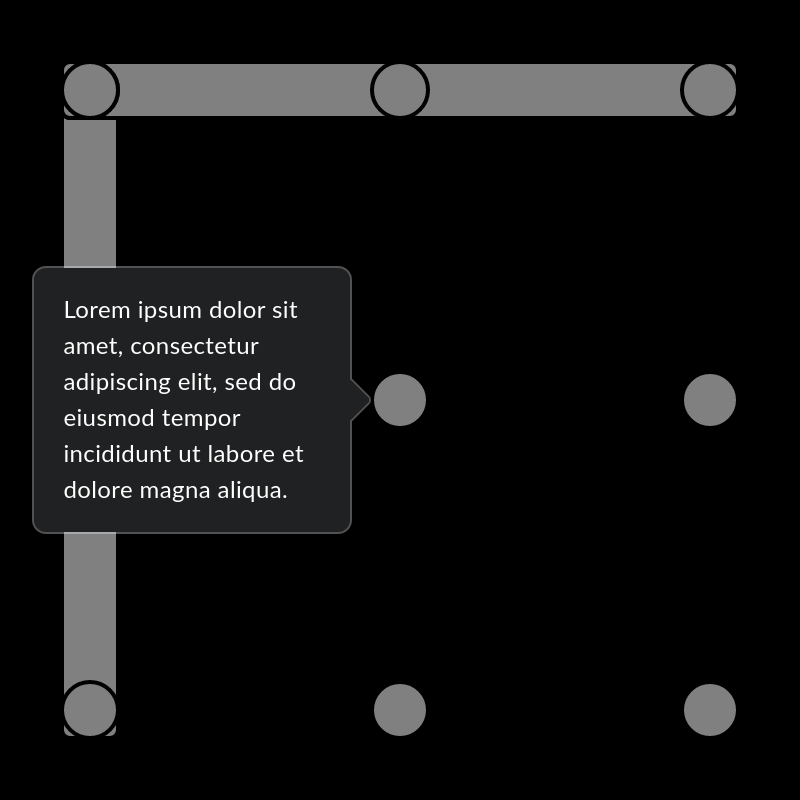 Lorem ipsum dolor sit
amet, consectetur
adipiscing elit, sed do
eiusmod tempor
incididunt ut labore et
dolore magna aliqua.